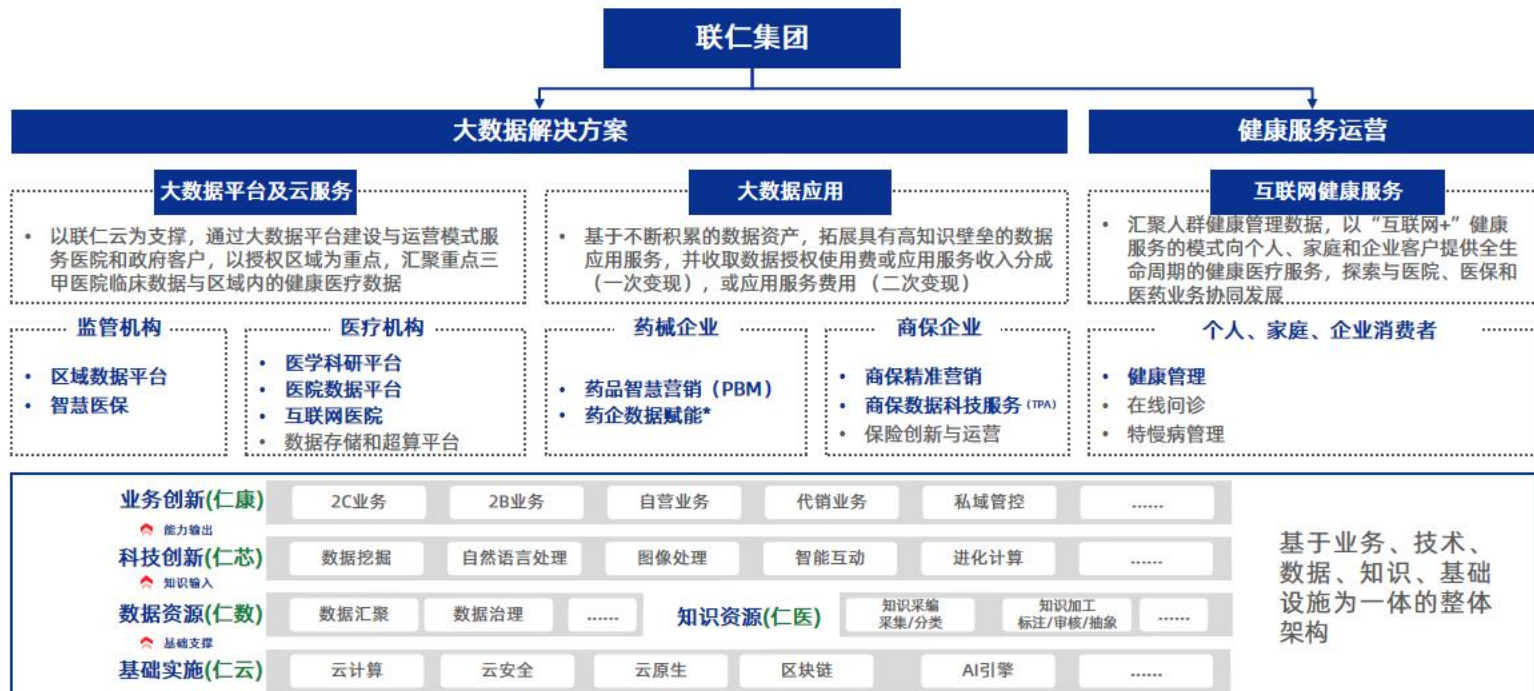 联仁集团
大数据解决方案
健康服务运营
大数据平台及云服务
• 以联仁云为支撑，通过大数据平台建设与运营模式服
务医院和政府客户，以授权区域为重点，汇聚重点三
甲医院临床数据与区域内的健康医疗数据
大数据应用
• 基于不断积累的数据资产，拓展具有高知识壁垒的数据
应用服务，并收取数据授权使用费或应用服务收入分成
（一次变现），或应用服务费用 （二次变现）
互联网健康服务
• 汇聚人群健康管理数据，以“互联网+”健康
服务的模式向个人、家庭和企业客户提供全生
命周期的健康医疗服务，探索与医院、医保和
医药业务协同发展
监管机构
• 区域数据平台
• 智慧医保
医疗机构
• 医学科研平台
• 医院数据平台
• 互联网医院
• 数据存储和超算平台
药械企业
• 药品智慧营销（PBM）
• 药企数据赋能*
商保企业
• 商保精准营销
• 商保数据科技服务 (TPA)
• 保险创新与运营
个人、家庭、企业消费者
• 健康管理
• 在线问诊
• 特慢病管理
业务创新(仁康) 2C业务 2B业务 自营业务 代销业务 私域管控 ......
能力输出
科技创新(仁芯) 数据挖掘 自然语言处理 图像处理 智能互动 进化计算 ......
知识输入
数据资源(仁数) 数据汇聚 数据治理 ...... 知识资源(仁医)
知识采编
采集/分类
知识加工
标注/审核/抽象
......
基础支撑
基础实施(仁云) 云计算 云安全 云原生 区块链 AI引擎 ......
基于业务、技术、
数据、知识、基础
设施为一体的整体
架构